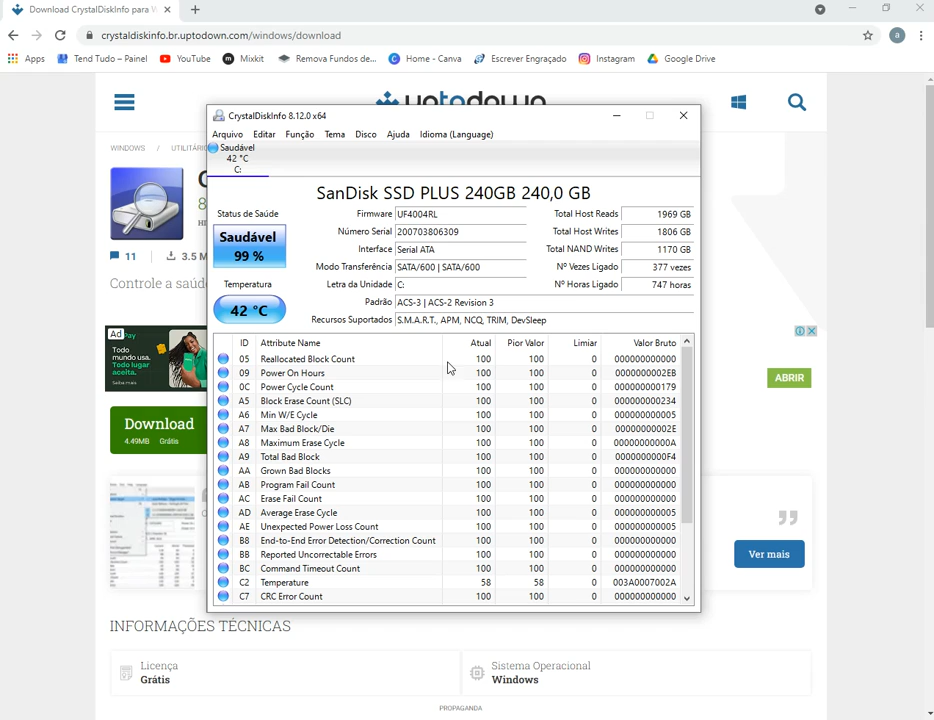 Download CrystalDiskInfo para W
crystaldiskinfo.br.uptodown.com/windows/download
a
Apps Tend Tudo – Painel YouTube Mixkit Remova Fundos de... Home - Canva Escrever Engraçado Instagram Google Drive
WINDOWS / UTILITÁRI
11 3.5 M
Controle a saúd
Ad
Pay
Todo
mundo usa.
Todo lugar
aceita.
Saiba mais
ABRIR
Download
4.49MB Grátis
Ver mais
INFORMAÇÕES TÉCNICAS
Licença
Grátis
Sistema Operacional
Windows
PROPAGANDA
CrystalDiskInfo 8.12.0 x64
Arquivo Editar Função Tema Disco Ajuda Idioma (Language)
Saudável
42 °C
C:
SanDisk SSD PLUS 240GB 240,0 GB
Status de Saúde
Saudável
99 %
Temperatura
42 °C
Firmware UF4004RL Total Host Reads 1969 GB
Número Serial 200703806309 Total Host Writes 1806 GB
Interface Serial ATA Total NAND Writes 1170 GB
Modo Transferência SATA/600 | SATA/600 Nº Vezes Ligado 377 vezes
Letra da Unidade C: Nº Horas Ligado 747 horas
Padrão ACS-3 | ACS-2 Revision 3
Recursos Suportados S.M.A.R.T., APM, NCQ, TRIM, DevSleep
ID Attribute Name Atual Pior Valor Limiar Valor Bruto
05 Reallocated Block Count 100 100 0 000000000000
09 Power On Hours 100 100 0 0000000002EB
0C Power Cycle Count 100 100 0 000000000179
A5 Block Erase Count (SLC) 100 100 0 000000000234
A6 Min W/E Cycle 100 100 0 000000000005
A7 Max Bad Block/Die 100 100 0 00000000002E
A8 Maximum Erase Cycle 100 100 0 00000000000A
A9 Total Bad Block 100 100 0 0000000000F4
AA Grown Bad Blocks 100 100 0 000000000000
AB Program Fail Count 100 100 0 000000000000
AC Erase Fail Count 100 100 0 000000000000
AD Average Erase Cycle 100 100 0 000000000005
AE Unexpected Power Loss Count 100 100 0 000000000005
B8 End-to-End Error Detection/Correction Count 100 100 0 000000000000
BB Reported Uncorrectable Errors 100 100 0 000000000000
BC Command Timeout Count 100 100 0 000000000000
C2 Temperature 58 58 0 003A0007002A
C7 CRC Error Count 100 100 0 000000000000